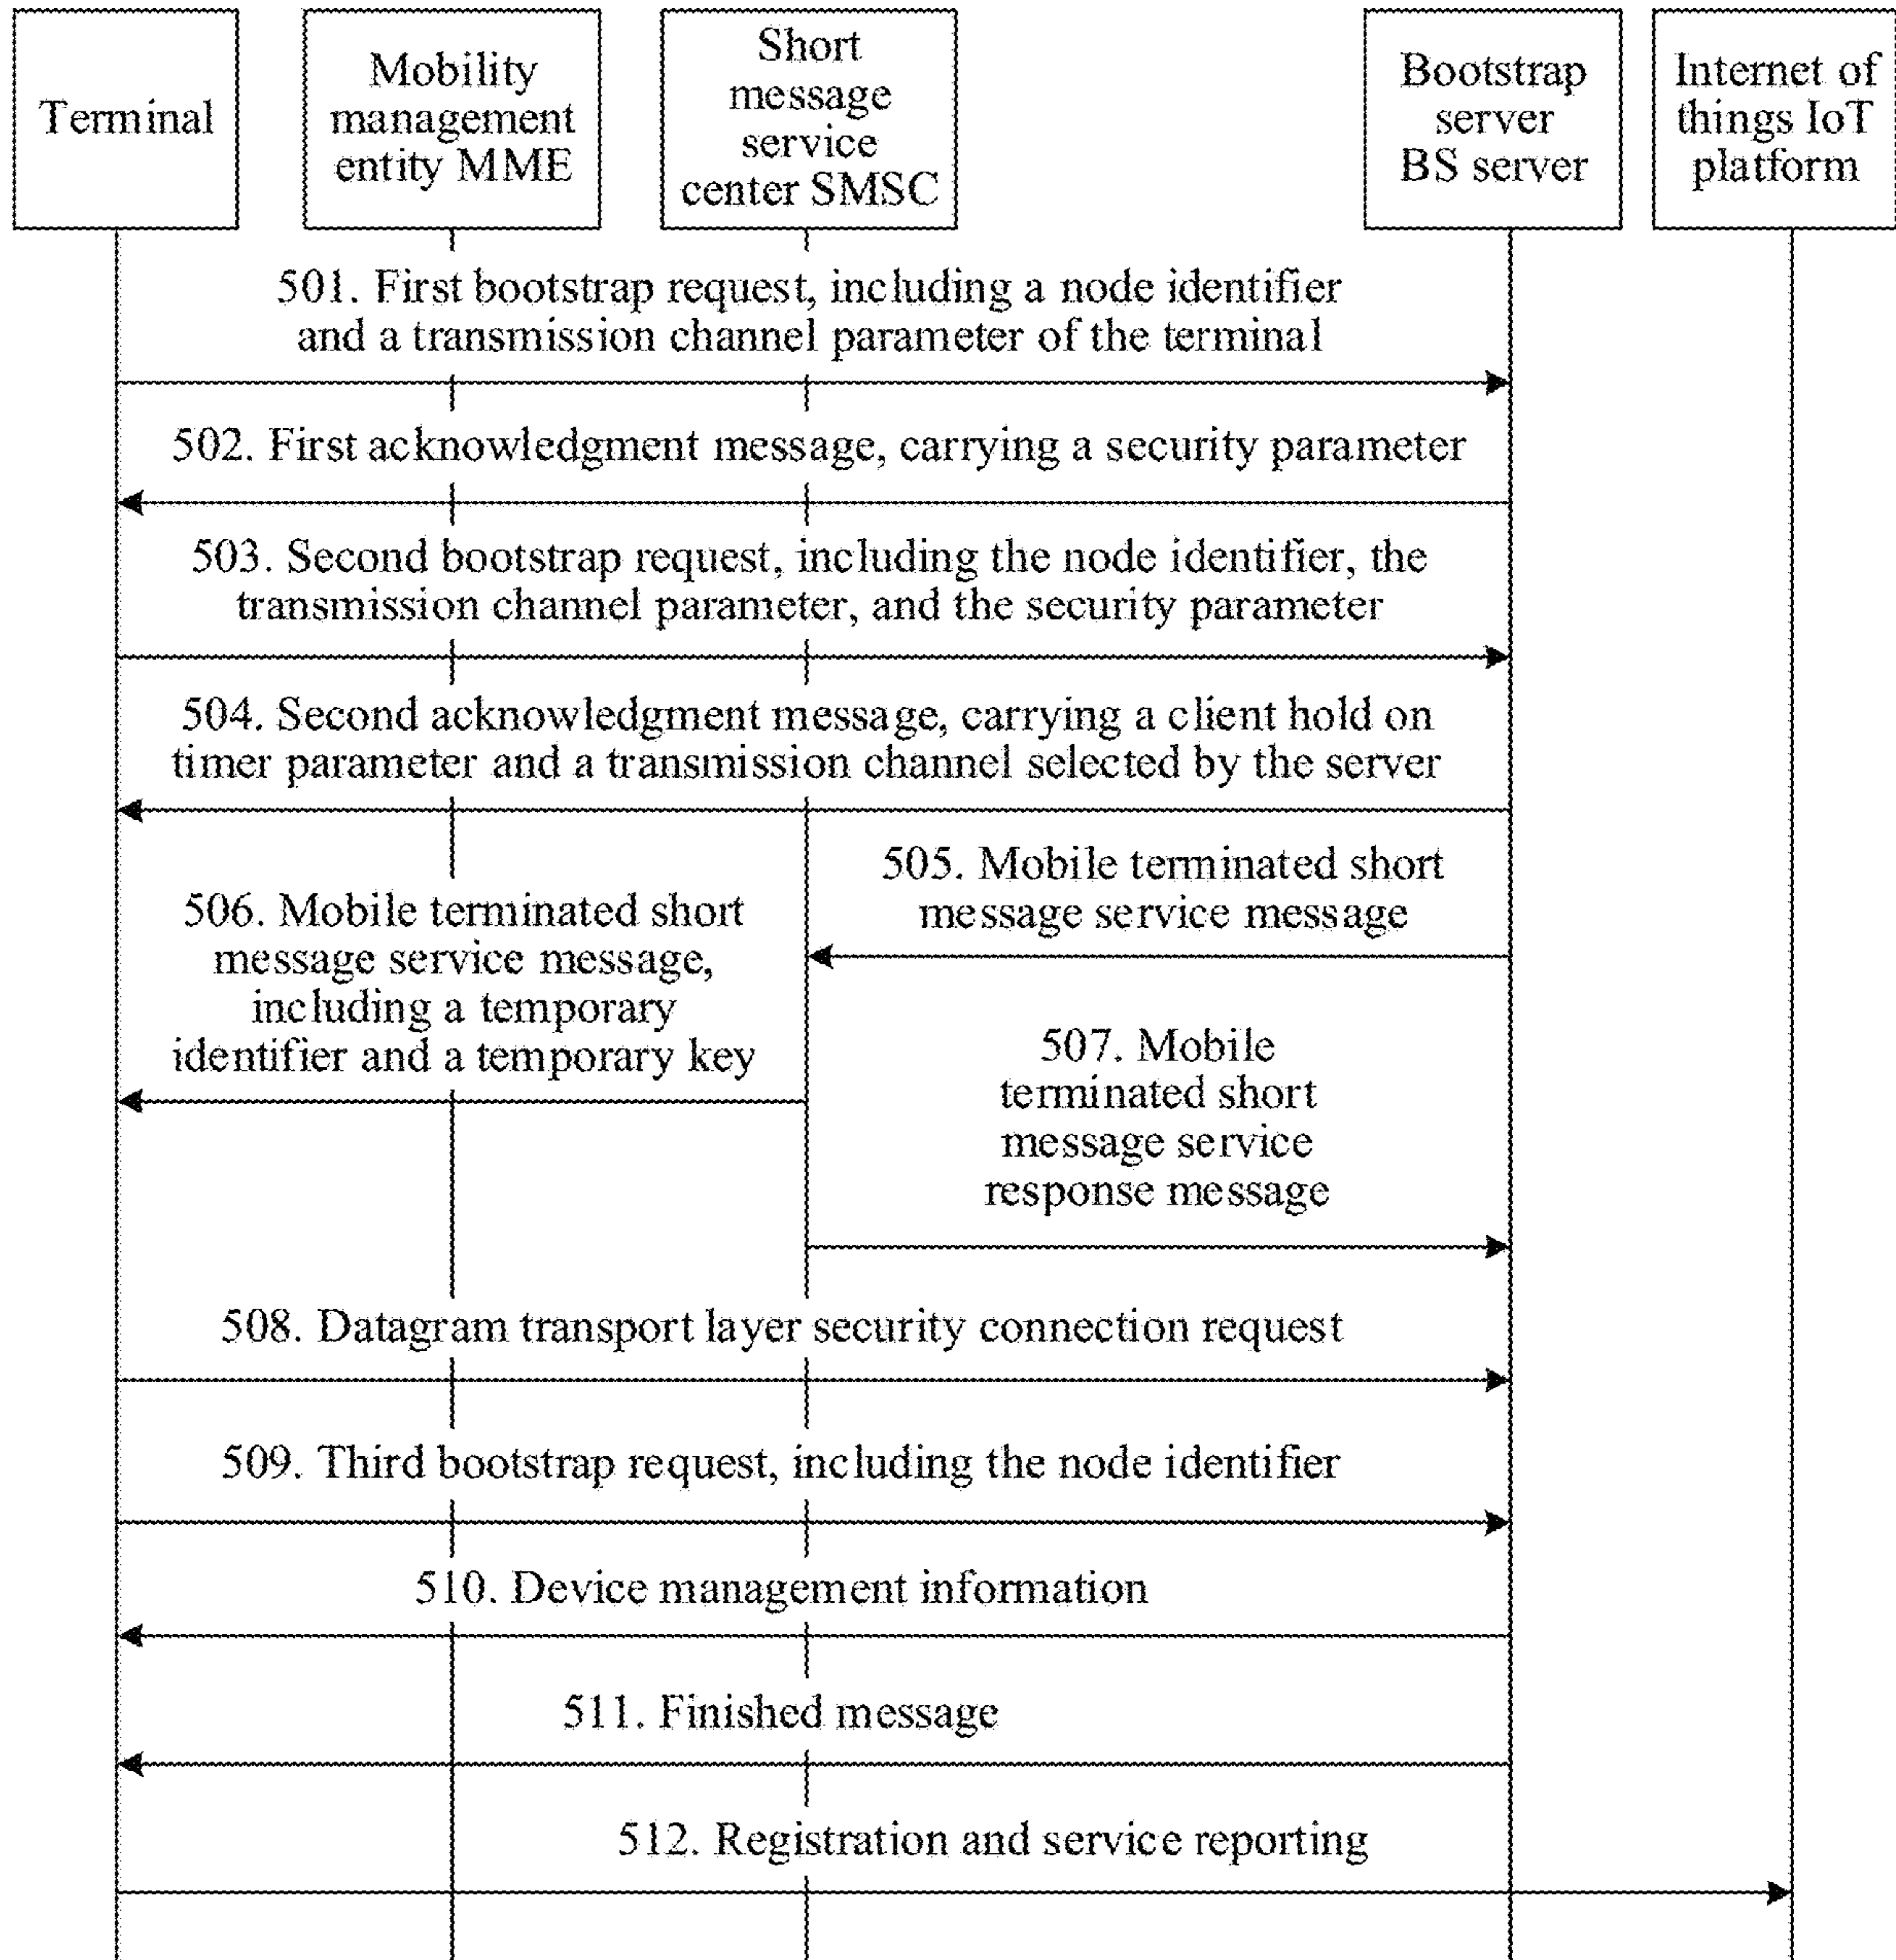 Terminal
Mobility
management
entity MME
Short
message
service
center SMSC
Bootstrap
server
BS server
Internet of
things IoT
platform
501. First bootstrap request, including a node identifier
and a transmission channel parameter of the terminal
502. First acknowledgment message, carrying a security parameter
503. Second bootstrap request, including the node identifier, the
transmission channel parameter, and the security parameter
504. Second acknowledgment message, carrying a client hold on
timer parameter and a transmission channel selected by the server
505. Mobile terminated short
message service message
506. Mobile terminated short
message service message,
including a temporary
identifier and a temporary key
507. Mobile
terminated short
message service
response message
508. Datagram transport layer security connection request
509. Third bootstrap request, including the node identifier
510. Device management information
511. Finished message
512. Registration and service reporting